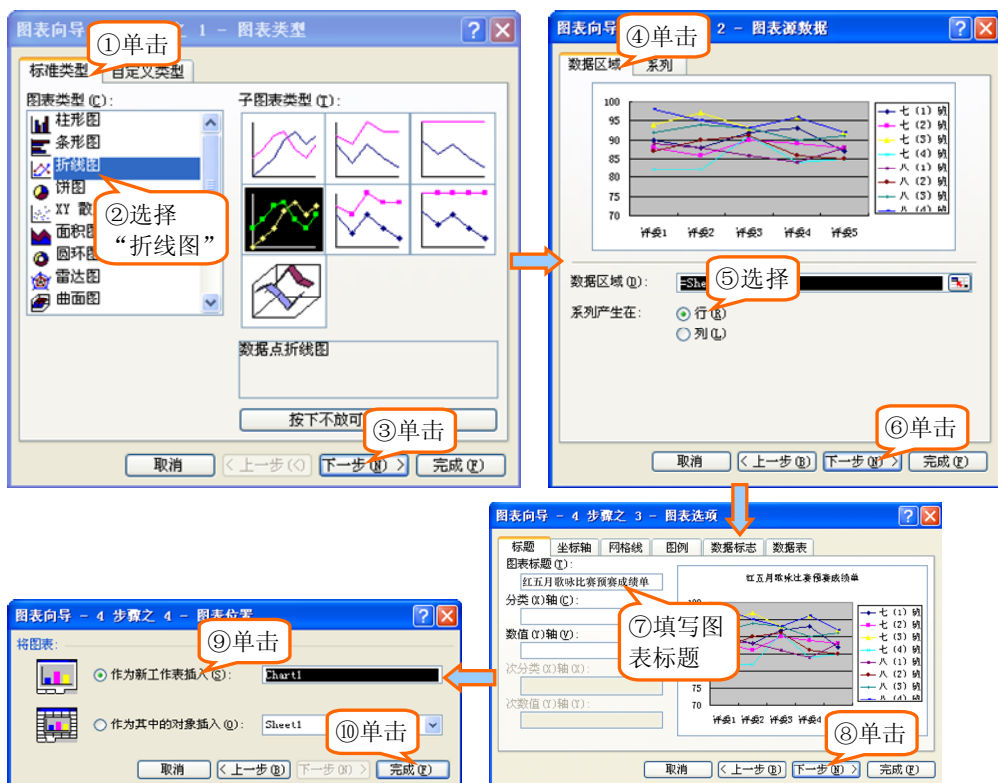 图表向导
之 1 - 图表类型
①单击
标准类型
自定义类型
图表类型(C):
柱形图
条形图
折线图
饼图
XY 散
面积图
圆环图
雷达图
曲面图
②选择
“折线图”
子图表类型(T):
数据点折线图
按下不放可
③单击
取消
< 上一步(<)
下一步(N) >
完成(F)
图表向导
2 - 图表源数据
④单击
数据区域
系列
100
95
90
85
80
75
70
评委1
评委2
评委3
评委4
评委5
七(1)
七(2)
七(3)
七(4)
八(1)
八(2)
八(3)
八(4)
数据区域(D):
=She
⑤选择
系列产生在:
行(R)
列(L)
⑥单击
取消
< 上一步(B)
下一步(N) >
完成(F)
图表向导 - 4 步骤之 3 - 图表选项
标题
坐标轴
网格线
图例
数据标志
数据表
图表标题(T):
红五月歌咏比赛预赛成绩单
分类(X)轴(C):
数值(Y)轴(V):
次分类(X)轴(X):
次数值(Y)轴(Y):
⑦填写图
表标题
红五月歌咏比赛预赛成绩单
100
75
70
评委1 评委2 评委3 评委4
七(1)
七(2)
七(3)
七(4)
八(1)
八(2)
八(3)
八(4)
⑧单击
取消
< 上一步(B)
下一步(N) >
完成(F)
图表向导 - 4 步骤之 4 - 图表位置
将图表:
⑨单击
作为新工作表插入(S):
Chart1
作为其中的对象插入(O):
Sheet1
⑩单击
取消
< 上一步(B)
下一步(N) >
完成(F)